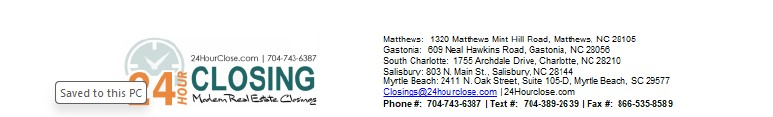 24HourClose.com | 704-743-6387
24 HOUR CLOSING
Modern Real Estate Closings
Saved to this PC
Matthews: 1320 Matthews Mint Hill Road, Matthews, NC 28105
Gastonia: 609 Neal Hawkins Road, Gastonia, NC 28056
South Charlotte: 1755 Archdale Drive, Charlotte, NC 28210
Salisbury: 803 N. Main St., Salisbury, NC 28144
Myrtle Beach: 2411 N. Oak Street, Suite 105-D, Myrtle Beach, SC 29577
Closings@24hourclose.com | 24Hourclose.com
Phone #: 704-743-6387 | Text #: 704-389-2639 | Fax #: 866-535-8589